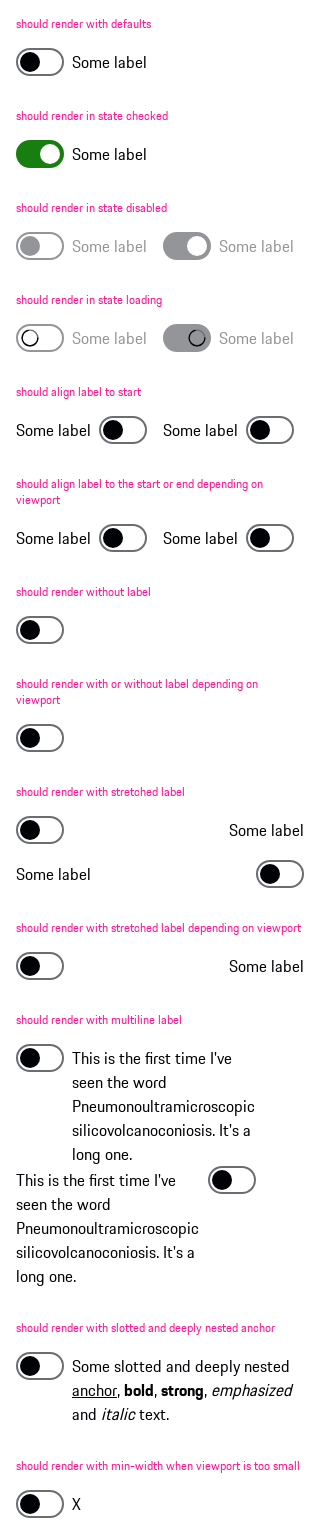 should render with defaults
Some label
should render in state checked
Some label
should render in state disabled
Some label Some label
should render in state loading
Some label Some label
should align label to start
Some label Some label
should align label to the start or end depending on
viewport
Some label Some label
should render without label
should render with or without label depending on
viewport
should render with stretched label
Some label
Some label
should render with stretched label depending on viewport
Some label
should render with multiline label
This is the first time I've
seen the word
Pneumonoultramicroscopic
silicovolcanoconiosis. It's a
long one.
This is the first time I've
seen the word
Pneumonoultramicroscopic
silicovolcanoconiosis. It's a
long one.
should render with slotted and deeply nested anchor
Some slotted and deeply nested
anchor, bold, strong, emphasized
and italic text.
should render with min-width when viewport is too small
X